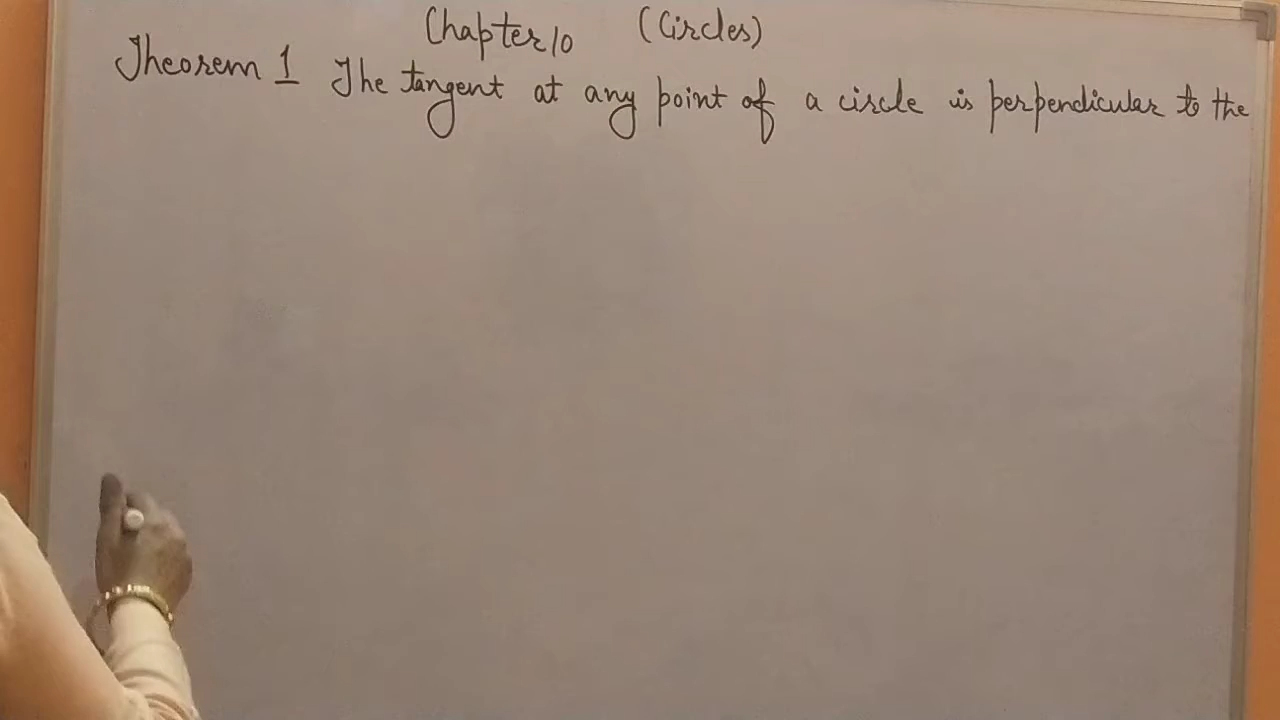 Chapter 10 (Circles)
Theorem 1 The tangent at any point of a circle is perpendicular to the